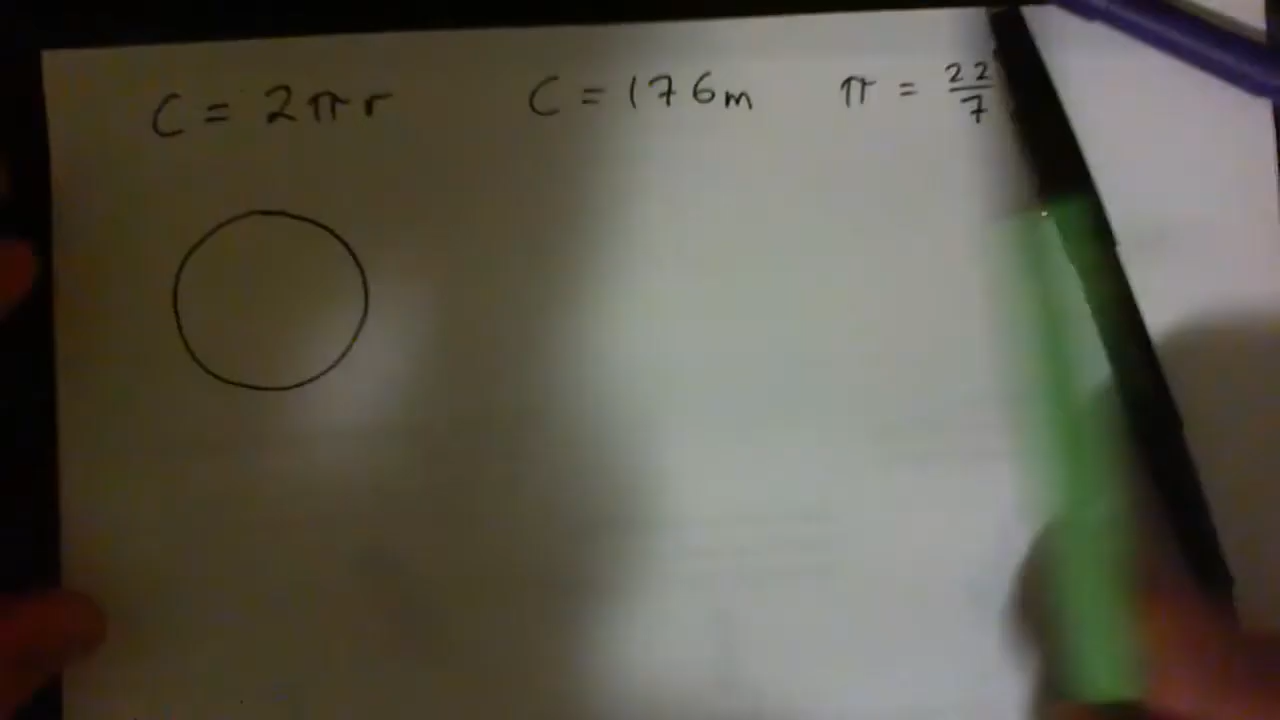 C = 2πr C = 176m π = 22/7